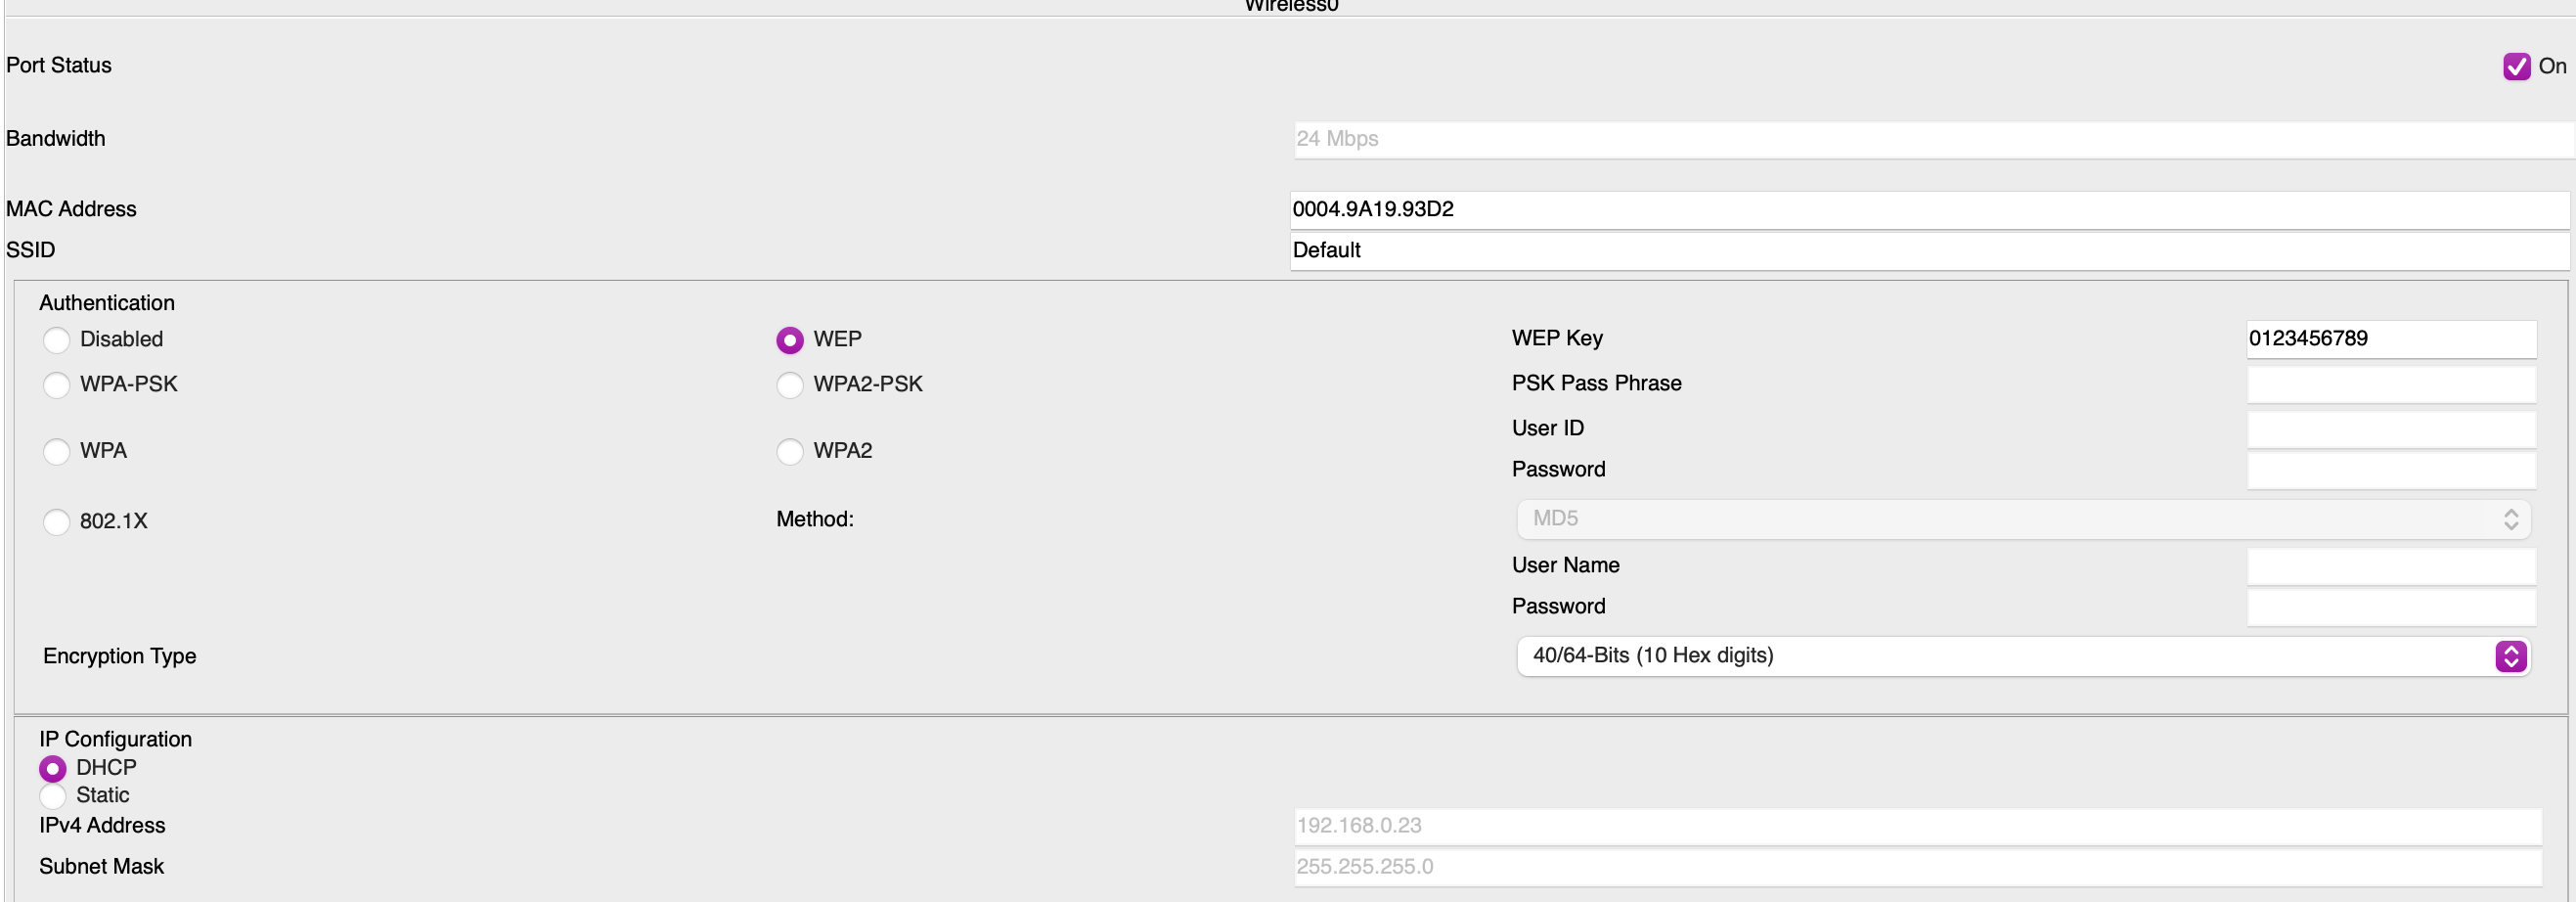 Wireless0
Port Status On
Bandwidth 24 Mbps
MAC Address 0004.9A19.93D2
SSID Default
Authentication
Disabled WEP WEP Key 0123456789
WPA-PSK WPA2-PSK PSK Pass Phrase
User ID
WPA WPA2
Password
802.1X Method: MD5
User Name
Password
Encryption Type 40/64-Bits (10 Hex digits)
IP Configuration
DHCP
Static
IPv4 Address 192.168.0.23
Subnet Mask 255.255.255.0